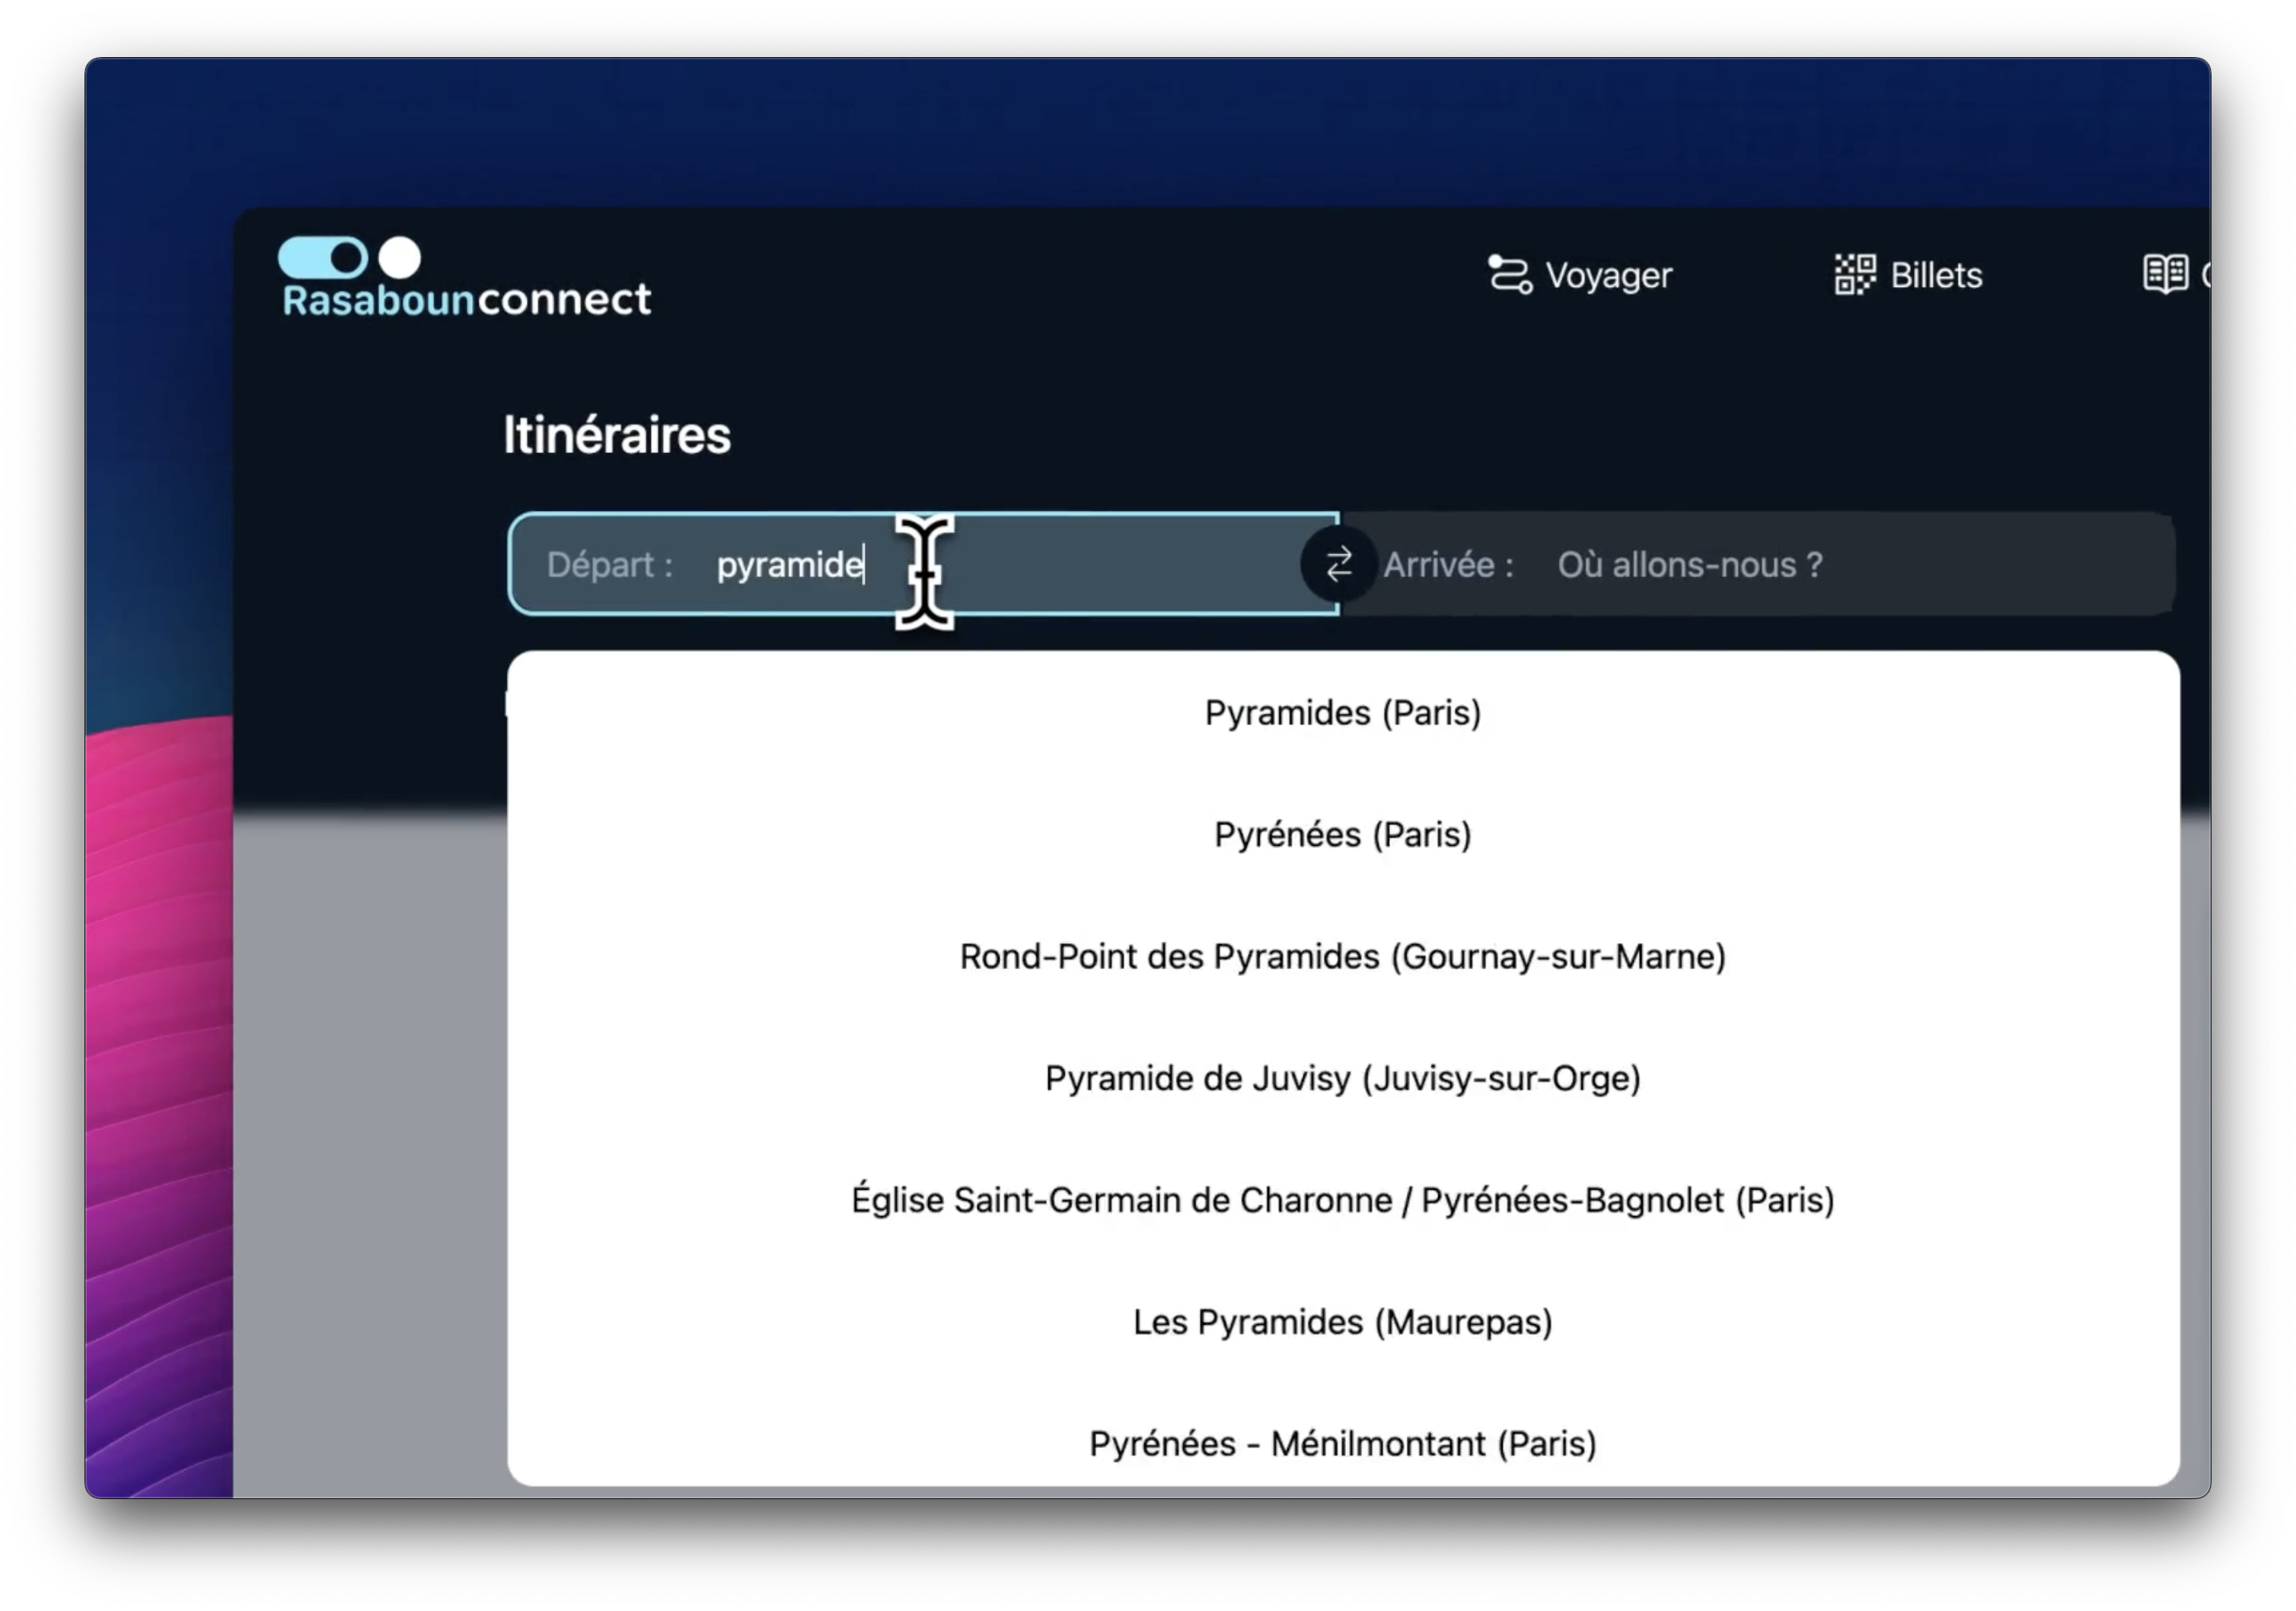 Rasabounconnect
Voyager
Billets
Itinéraires
Départ : pyramide
Arrivée : Où allons-nous ?
Pyramides (Paris)
Pyrénées (Paris)
Rond-Point des Pyramides (Gournay-sur-Marne)
Pyramide de Juvisy (Juvisy-sur-Orge)
Église Saint-Germain de Charonne / Pyrénées-Bagnolet (Paris)
Les Pyramides (Maurepas)
Pyrénées - Ménilmontant (Paris)